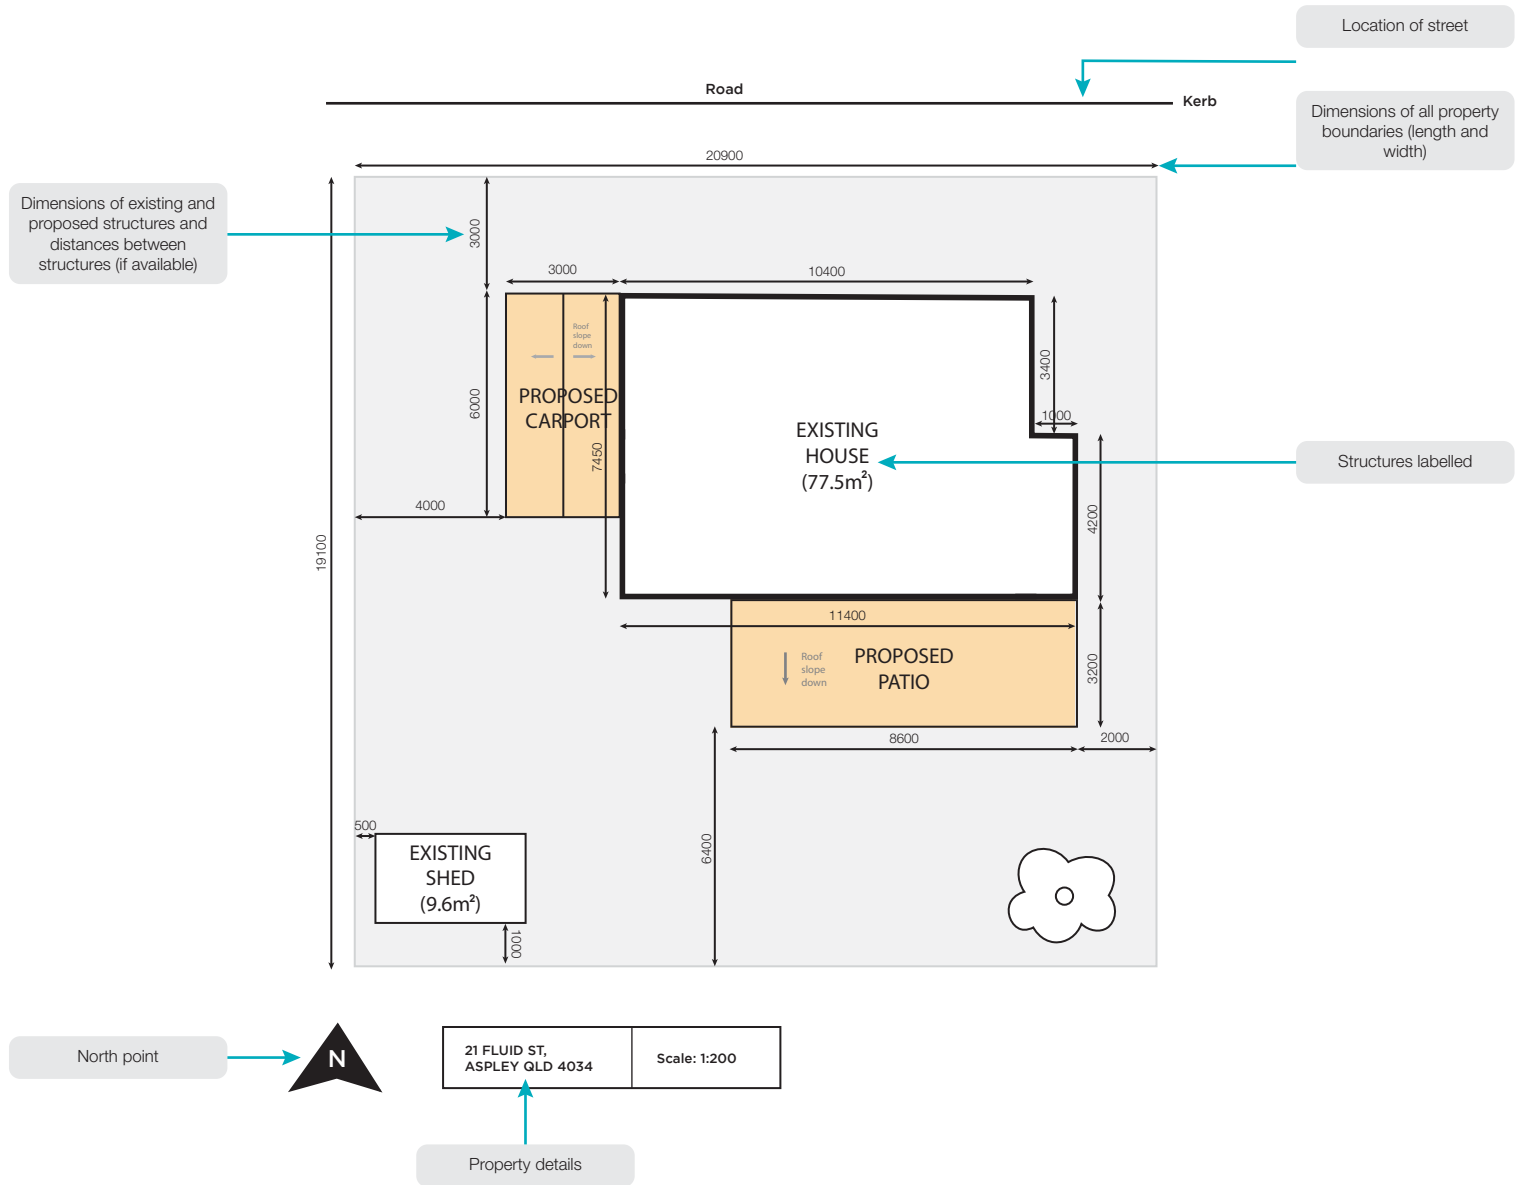 Location of street
Road
Kerb
Dimensions of all property
boundaries (length and
width)
20900
Dimensions of existing and
proposed structures and
distances between
structures (if available)
3000
3000
10400
Roof
slope
down
3400
6000
PROPOSED
CARPORT
1000
7450
EXISTING
HOUSE
(77.5m²)
Structures labelled
4000
4200
19100
11400
Roof
slope
down
PROPOSED
PATIO
3200
8600
2000
500
6400
EXISTING
SHED
(9.6m²)
1000
North point
N
21 FLUID ST,
ASPLEY QLD 4034
Scale: 1:200
Property details